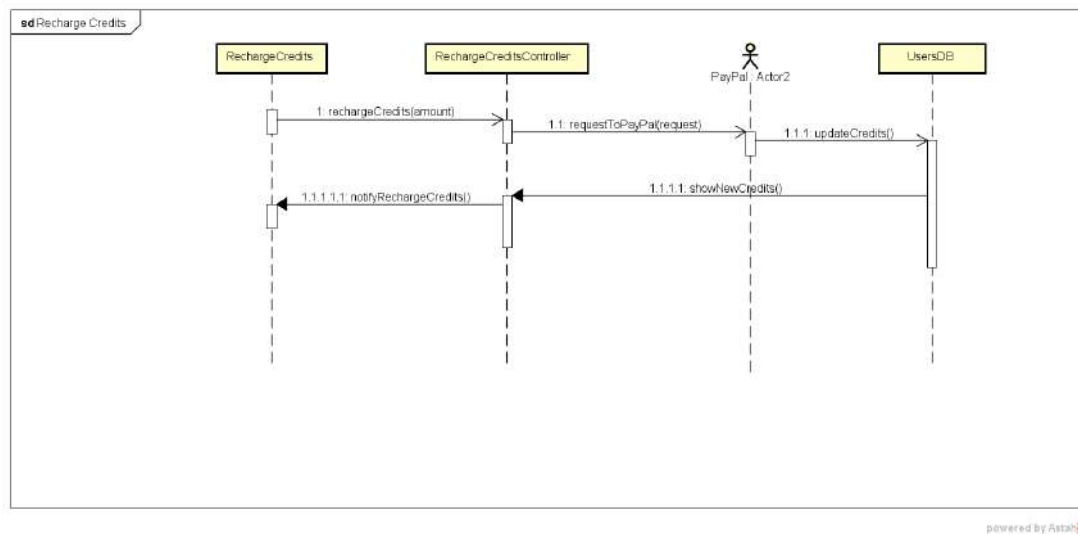 sd Recharge Credits
RechargeCredits
RechargeCreditsController
PayPal : Actor2
UsersDB
1: rechargeCredits(amount)
1.1: requestToPayPal(request)
1.1.1: updateCredits()
1.1.1.1: showNewCredits()
1.1.1.1.1: notifyRechargeCredits()
powered by Astah